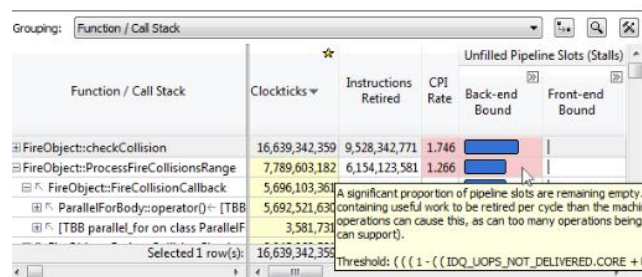 Grouping: Function / Call Stack
Unfilled Pipeline Slots (Stalls)
Function / Call Stack Clockticks Instructions Retired CPI Rate Back-end Bound Front-end Bound
FireObject::checkCollision 16,639,342,359 9,528,342,771 1.746
FireObject::ProcessFireCollisionsRange 7,789,603,182 6,154,123,581 1.266
FireObject::FireCollisionCallback 5,696,103,361
A significant proportion of pipeline slots are remaining empty.
ParallelForBody::operator()← [TBB 5,692,521,630
containing useful work to be retired per cycle than the machin
operations can cause this, as can too many operations being
[TBB parallel_for on class ParallelF 3,581,731
can support).
Selected 1 row(s): 16,639,342,359
Threshold: ( ( ( 1 - ( ( IDQ_UOPS_NOT_DELIVERED.CORE +